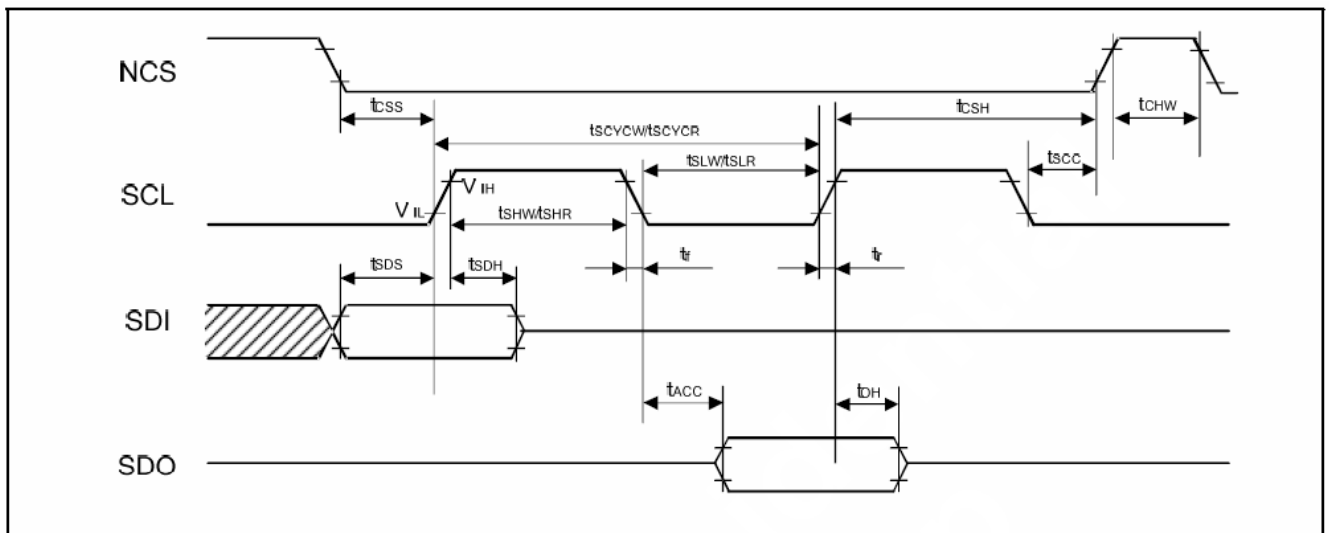 NCS
tCSS
tSCYCW/tSCYCR
tCSH
tCHW
SCL
VIL
VIH
tSHW/tSHR
tSLW/tSLR
tSCC
tf
tr
SDI
tSDS
tSDH
SDO
tACC
tDH